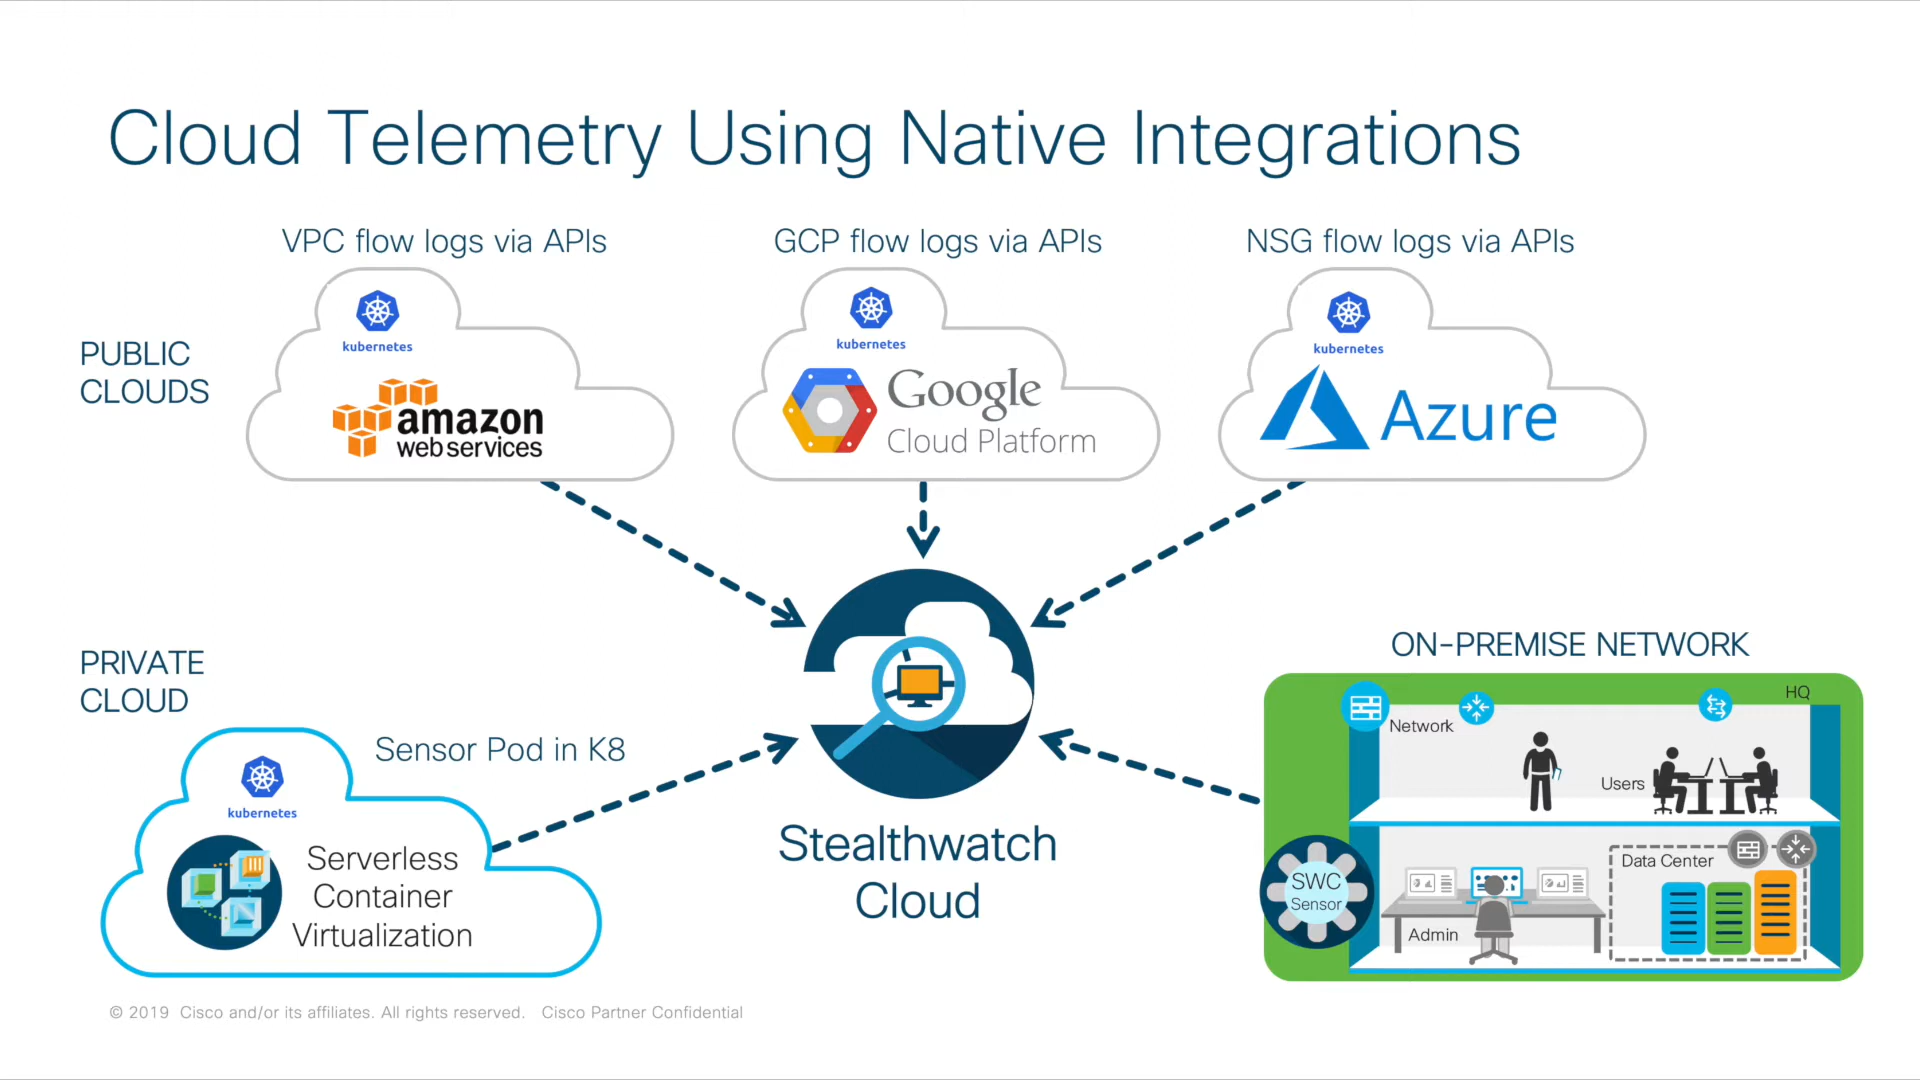 Cloud Telemetry Using Native Integrations
VPC flow logs via APIs
GCP flow logs via APIs
NSG flow logs via APIs
PUBLIC
CLOUDS
kubernetes
amazon
web services
kubernetes
Google
Cloud Platform
kubernetes
Azure
PRIVATE
CLOUD
Sensor Pod in K8
kubernetes
Serverless
Container
Virtualization
Stealthwatch
Cloud
ON-PREMISE NETWORK
HQ
Network
Users
SWC
Sensor
Admin
Data Center
© 2019 Cisco and/or its affiliates. All rights reserved. Cisco Partner Confidential